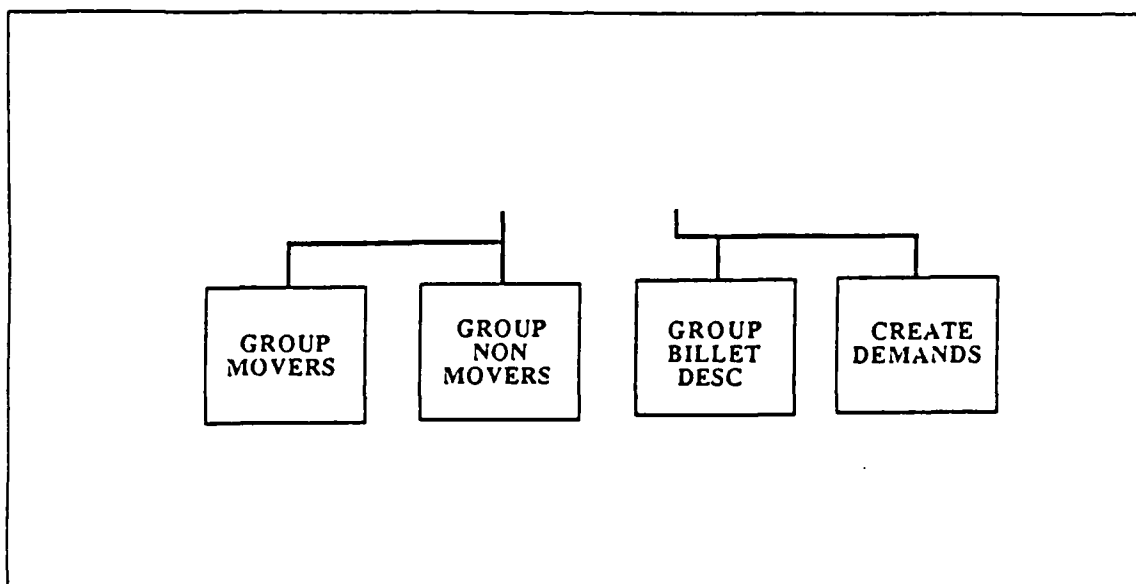 GROUP
MOVERS
GROUP
NON
MOVERS
GROUP
BILLET
DESC
CREATE
DEMANDS